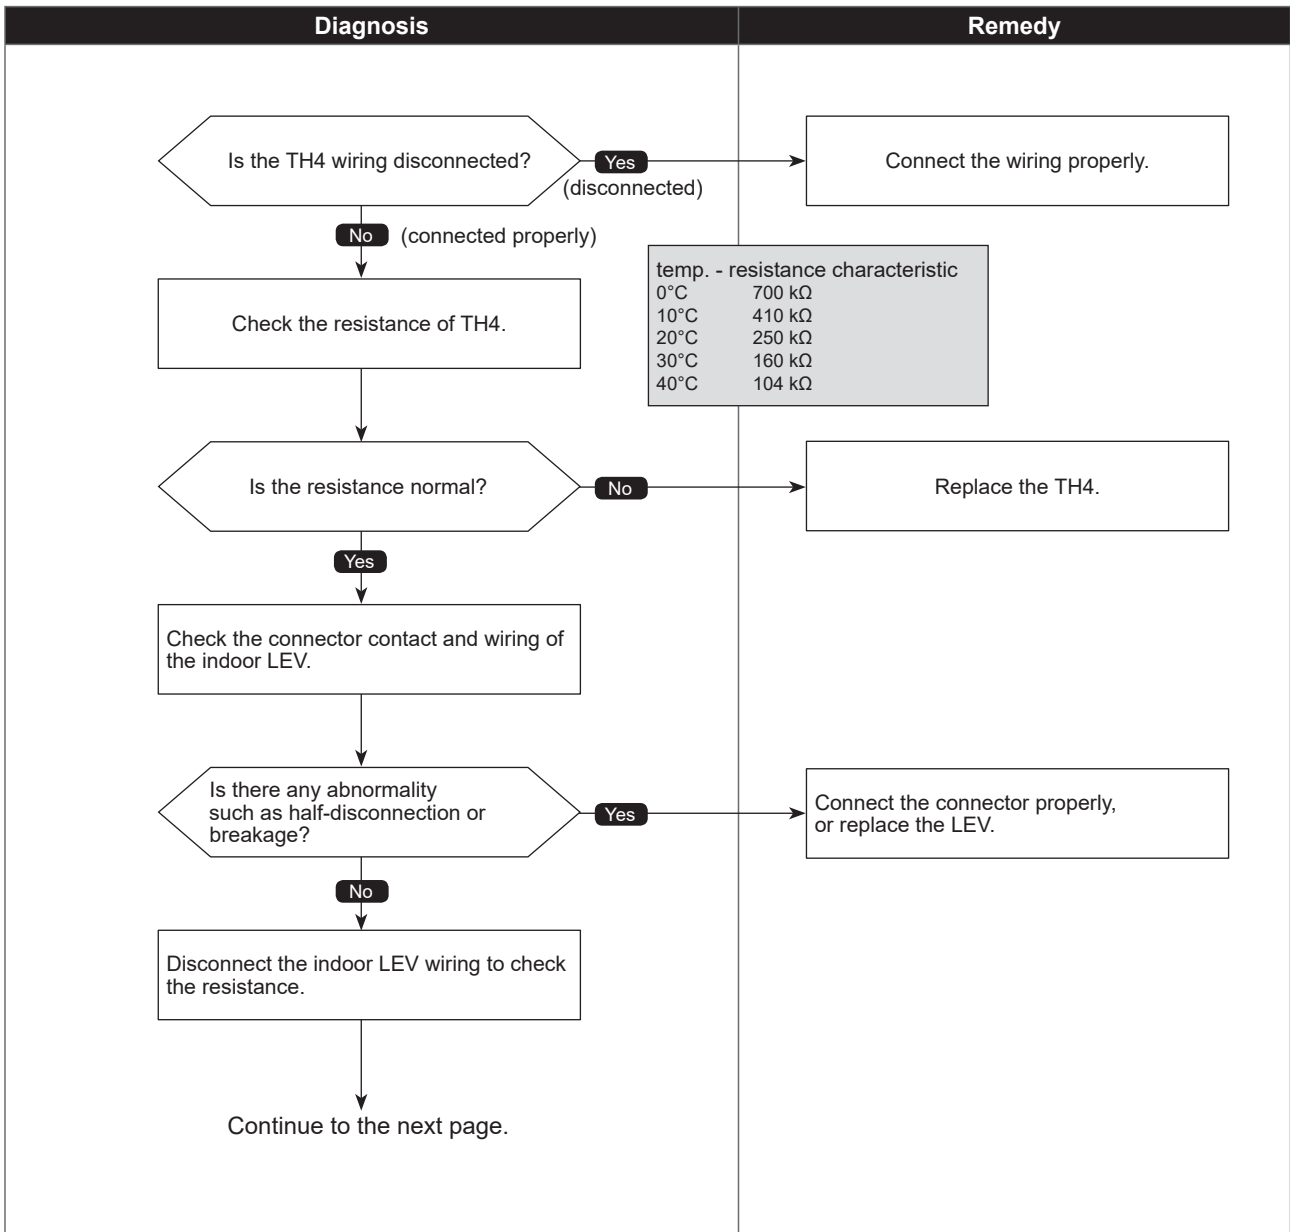 Diagnosis
Remedy
Is the TH4 wiring disconnected?
Yes
(disconnected)
Connect the wiring properly.
No
(connected properly)
temp. - resistance characteristic
0°C 700 kΩ
10°C 410 kΩ
20°C 250 kΩ
30°C 160 kΩ
40°C 104 kΩ
Check the resistance of TH4.
Is the resistance normal?
No
Replace the TH4.
Yes
Check the connector contact and wiring of
the indoor LEV.
Is there any abnormality
such as half-disconnection or
breakage?
Yes
Connect the connector properly,
or replace the LEV.
No
Disconnect the indoor LEV wiring to check
the resistance.
Continue to the next page.